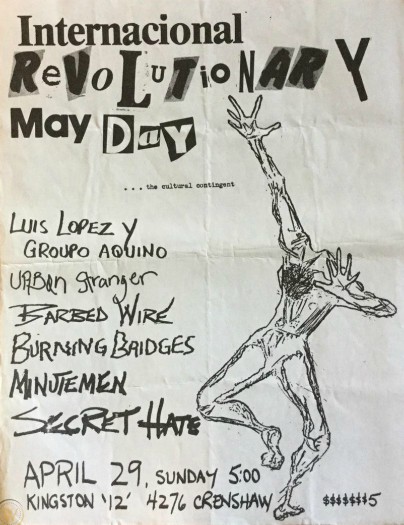 Internacional
REVOLUTIONARY
May Day
... the cultural contingent
LUIS LOPEZ Y
GROUPO AQUINO
URBAN Stranger
BARBED WIRE
BURNING BRIDGES
MINUTEMEN
SECRET HATE
APRIL 29, SUNDAY 5:00
KINGSTON '12' 4276 CRENSHAW $$$$$$$5